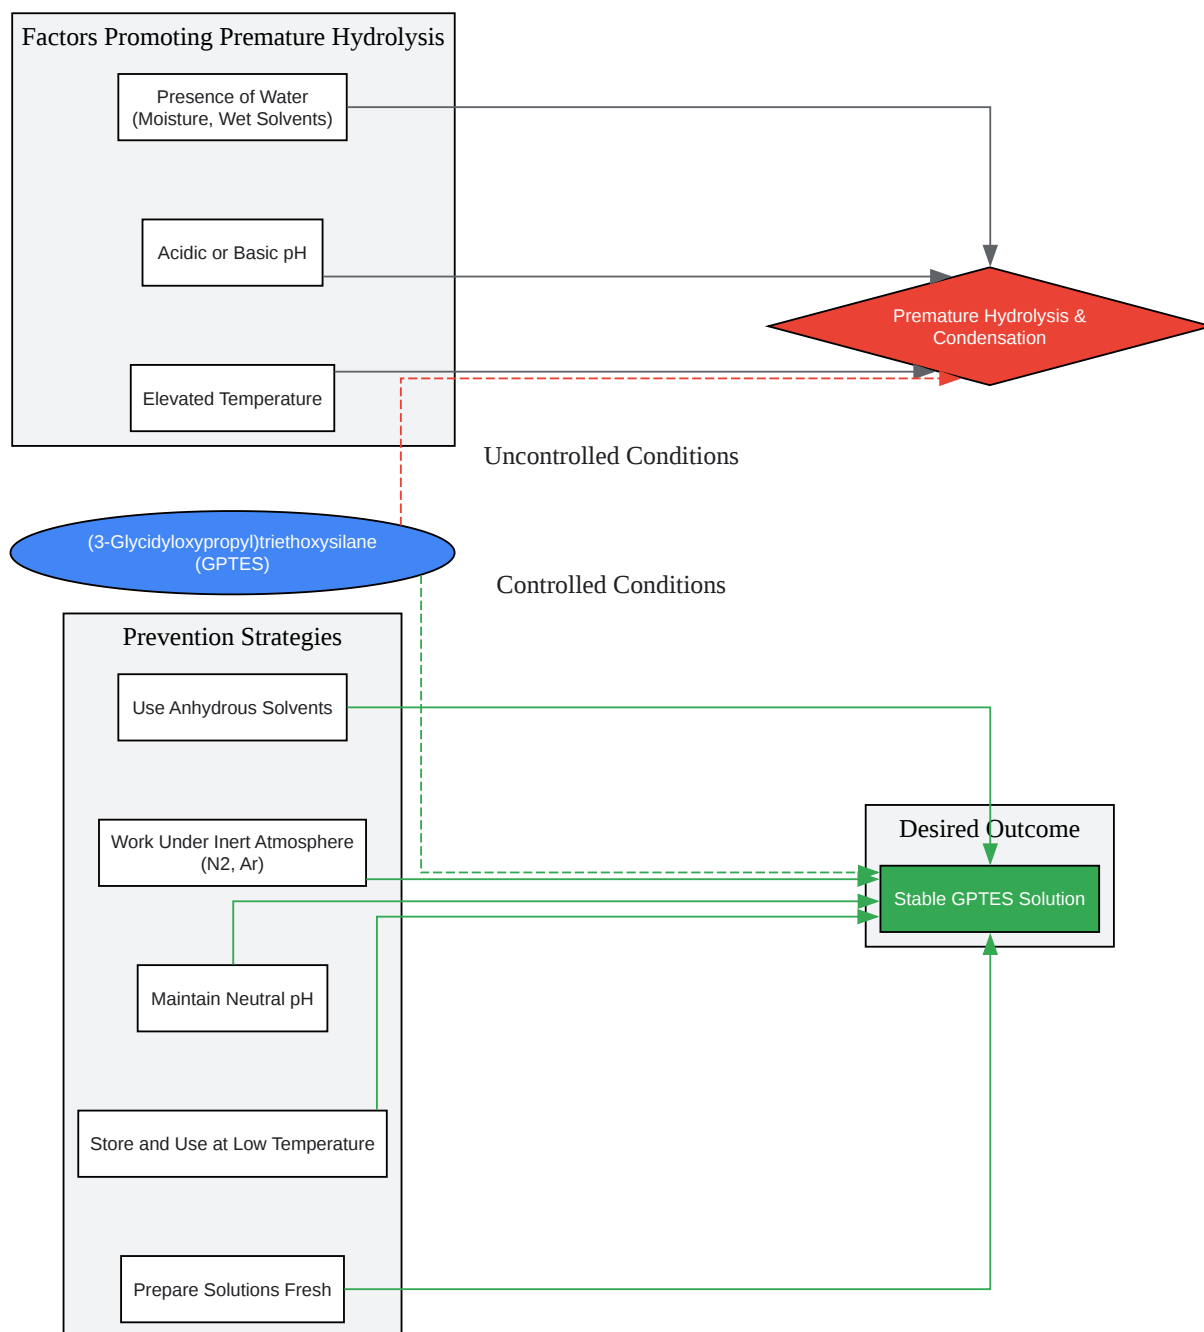 Factors Promoting Premature Hydrolysis
Presence of Water
(Moisture, Wet Solvents)
Acidic or Basic pH
Premature Hydrolysis &
Condensation
Elevated Temperature
Uncontrolled Conditions
(3-Glycidyloxypropyl)triethoxysilane
(GPTES)
Controlled Conditions
Prevention Strategies
Use Anhydrous Solvents
Work Under Inert Atmosphere
(N2, Ar)
Desired Outcome
Stable GPTES Solution
Maintain Neutral pH
Store and Use at Low Temperature
Prepare Solutions Fresh